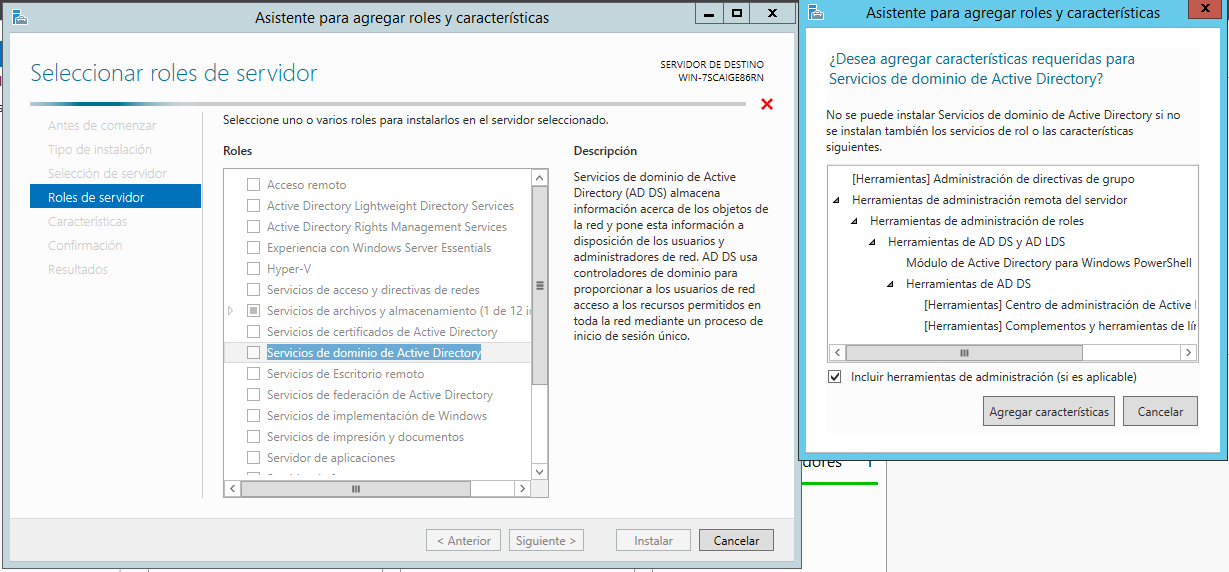 Asistente para agregar roles y características
Seleccionar roles de servidor
SERVIDOR DE DESTINO
WIN-7SCAIGE86RN
Antes de comenzar
Tipo de instalación
Selección de servidor
Roles de servidor
Características
Confirmación
Resultados
Seleccione uno o varios roles para instalarlos en el servidor seleccionado.
Roles
Acceso remoto
Active Directory Lightweight Directory Services
Active Directory Rights Management Services
Experiencia con Windows Server Essentials
Hyper-V
Servicios de acceso y directivas de redes
Servicios de archivos y almacenamiento (1 de 12 i
Servicios de certificados de Active Directory
Servicios de dominio de Active Directory
Servicios de Escritorio remoto
Servicios de federación de Active Directory
Servicios de implementación de Windows
Servicios de impresión y documentos
Servidor de aplicaciones
Descripción
Servicios de dominio de Active
Directory (AD DS) almacena
información acerca de los objetos de
la red y pone esta información a
disposición de los usuarios y
administradores de red. AD DS usa
controladores de dominio para
proporcionar a los usuarios de red
acceso a los recursos permitidos en
toda la red mediante un proceso de
inicio de sesión único.
< Anterior
Siguiente >
Instalar
Cancelar
Asistente para agregar roles y características
¿Desea agregar características requeridas para
Servicios de dominio de Active Directory?
No se puede instalar Servicios de dominio de Active Directory si no
se instalan también los servicios de rol o las características
siguientes.
[Herramientas] Administración de directivas de grupo
Herramientas de administración remota del servidor
Herramientas de administración de roles
Herramientas de AD DS y AD LDS
Módulo de Active Directory para Windows PowerShell
Herramientas de AD DS
[Herramientas] Centro de administración de Active
[Herramientas] Complementos y herramientas de lí
Incluir herramientas de administración (si es aplicable)
Agregar características
Cancelar
dores 1